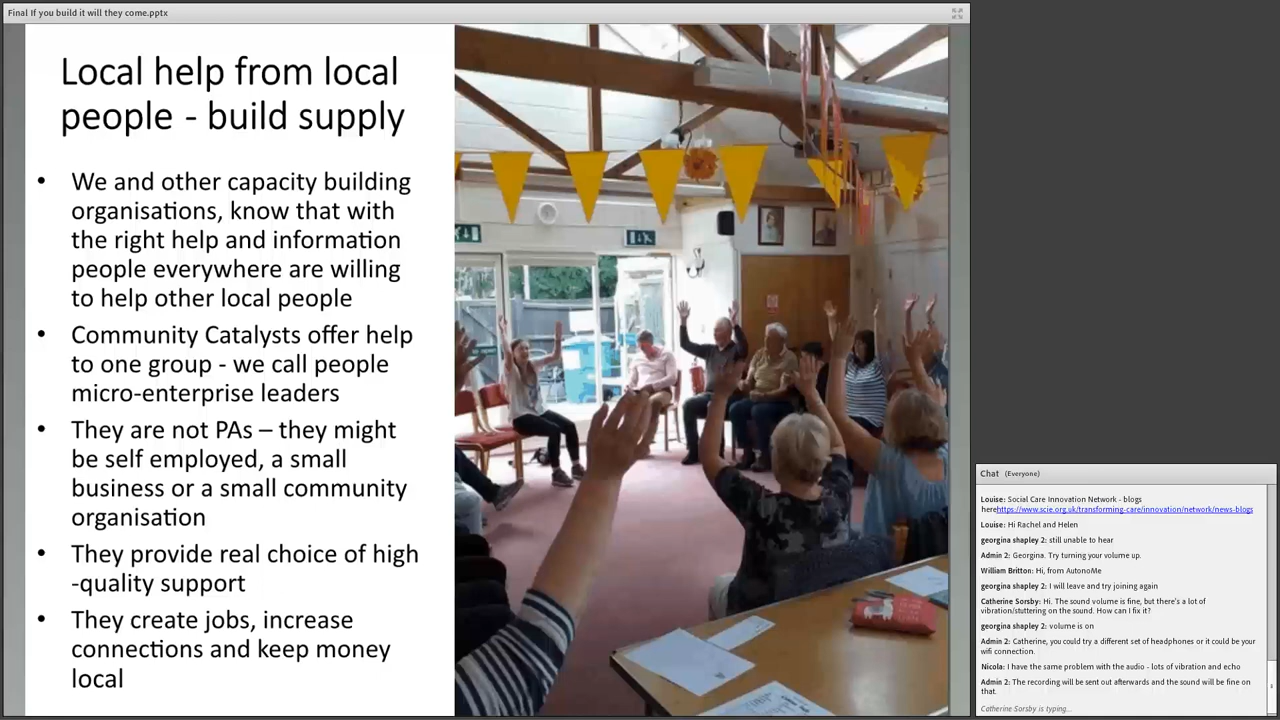 Final If you build it will they come.pptx
Local help from local
people - build supply
• We and other capacity building
organisations, know that with
the right help and information
people everywhere are willing
to help other local people
• Community Catalysts offer help
to one group - we call people
micro-enterprise leaders
• They are not PAs – they might
be self employed, a small
business or a small community
organisation
• They provide real choice of high
-quality support
• They create jobs, increase
connections and keep money
local
Chat (Everyone)
Louise: Social Care Innovation Network - blogs
herehttps://www.scie.org.uk/transforming-care/innovation/network/news-blogs
Louise: Hi Rachel and Helen
georgina shapley 2: still unable to hear
Admin 2: Georgina. Try turning your volume up.
William Britton: Hi, from AutonoMe
georgina shapley 2: I will leave and try joining again
Catherine Sorsby: Hi. The sound volume is fine, but there's a lot of
vibration/stuttering on the sound. How can I fix it?
georgina shapley 2: volume is on
Admin 2: Catherine, you could try a different set of headphones or it could be your
wifi connection.
Nicola: I have the same problem with the audio - lots of vibration and echo
Admin 2: The recording will be sent out afterwards and the sound will be fine on
that.
Catherine Sorsby is typing...